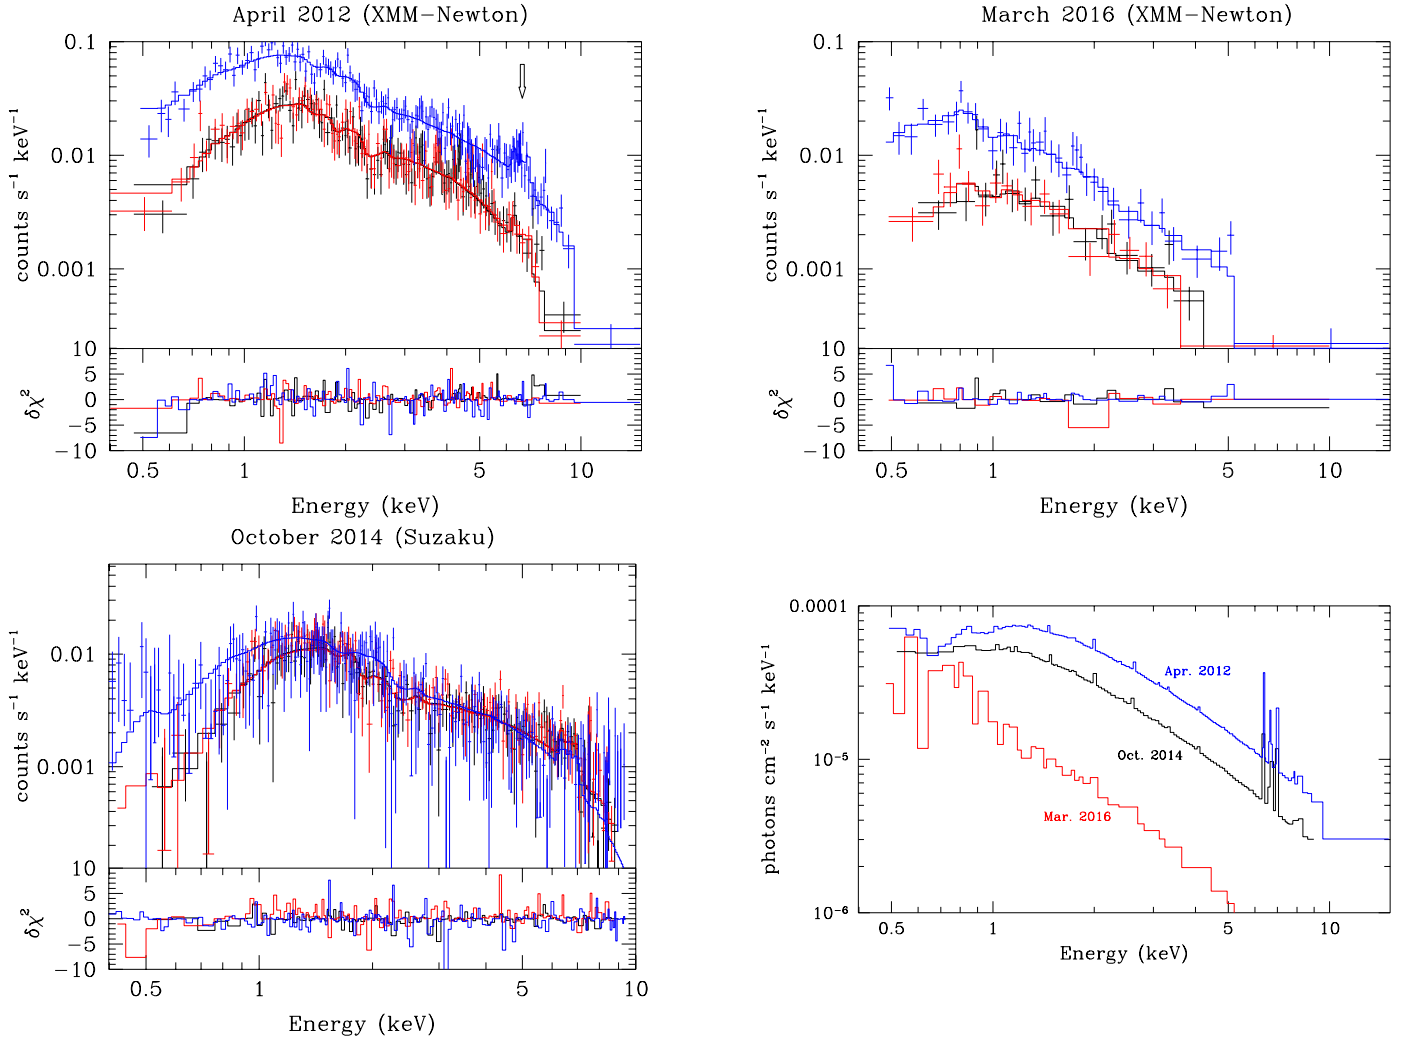 April 2012 (XMM−Newton)
0.1
0.01
0.001
counts s−1 keV−1
10
5
0
−5
−10
δχ2
0.5 1 5 10
Energy (keV)
March 2016 (XMM−Newton)
0.1
0.01
0.001
counts s−1 keV−1
10
5
0
−5
−10
δχ2
0.5 1 5 10
Energy (keV)
October 2014 (Suzaku)
0.01
0.001
counts s−1 keV−1
10
5
0
−5
−10
δχ2
0.5 1 5 10
Energy (keV)
0.0001
10−5
10−6
photons cm−2 s−1 keV−1
Apr. 2012
Oct. 2014
Mar. 2016
0.5 1 5 10
Energy (keV)